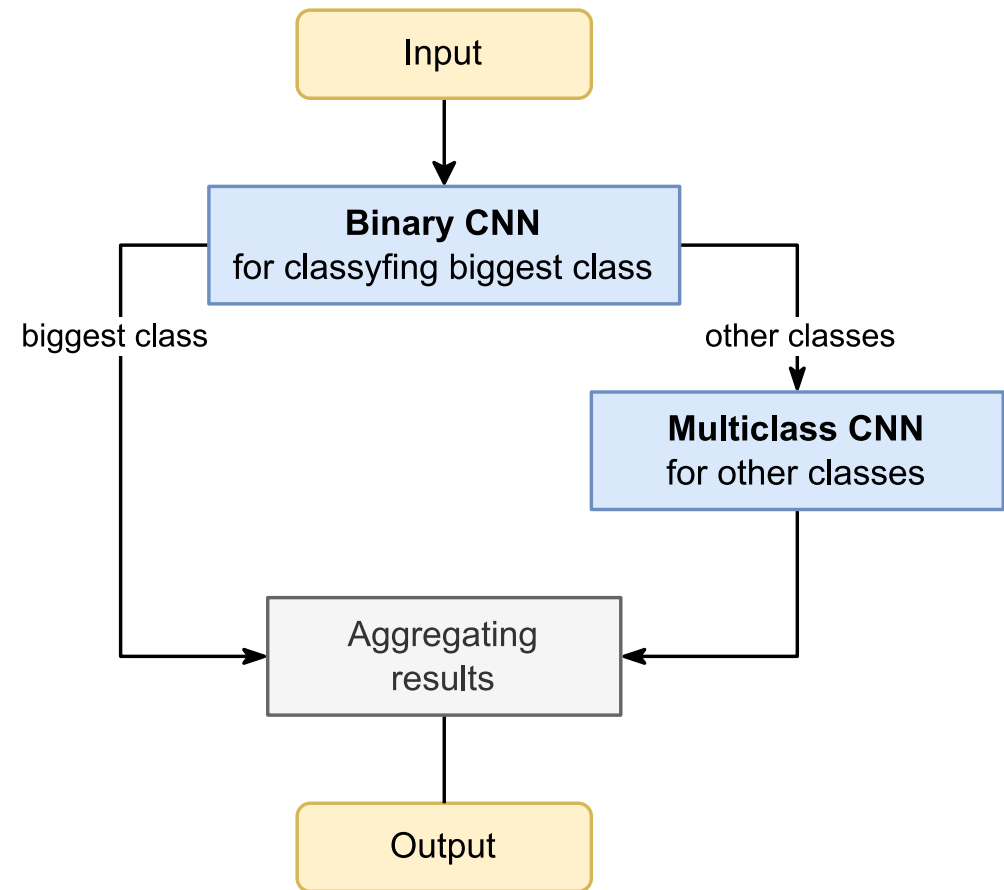 Input
Binary CNN
for classyfing biggest class
biggest class
other classes
Multiclass CNN
for other classes
Aggregating
results
Output